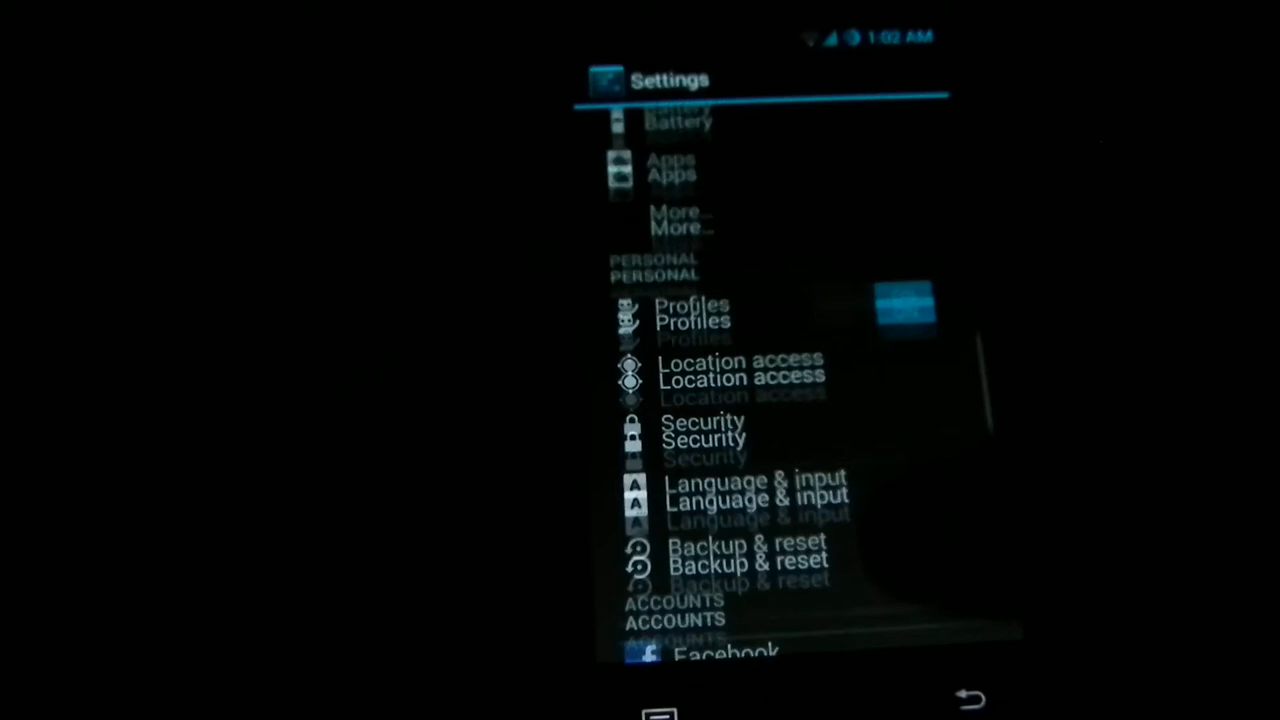 1:02 AM
Settings
Battery
Apps
More...
PERSONAL
Profiles
Location access
Security
Language & input
Backup & reset
ACCOUNTS
Facebook